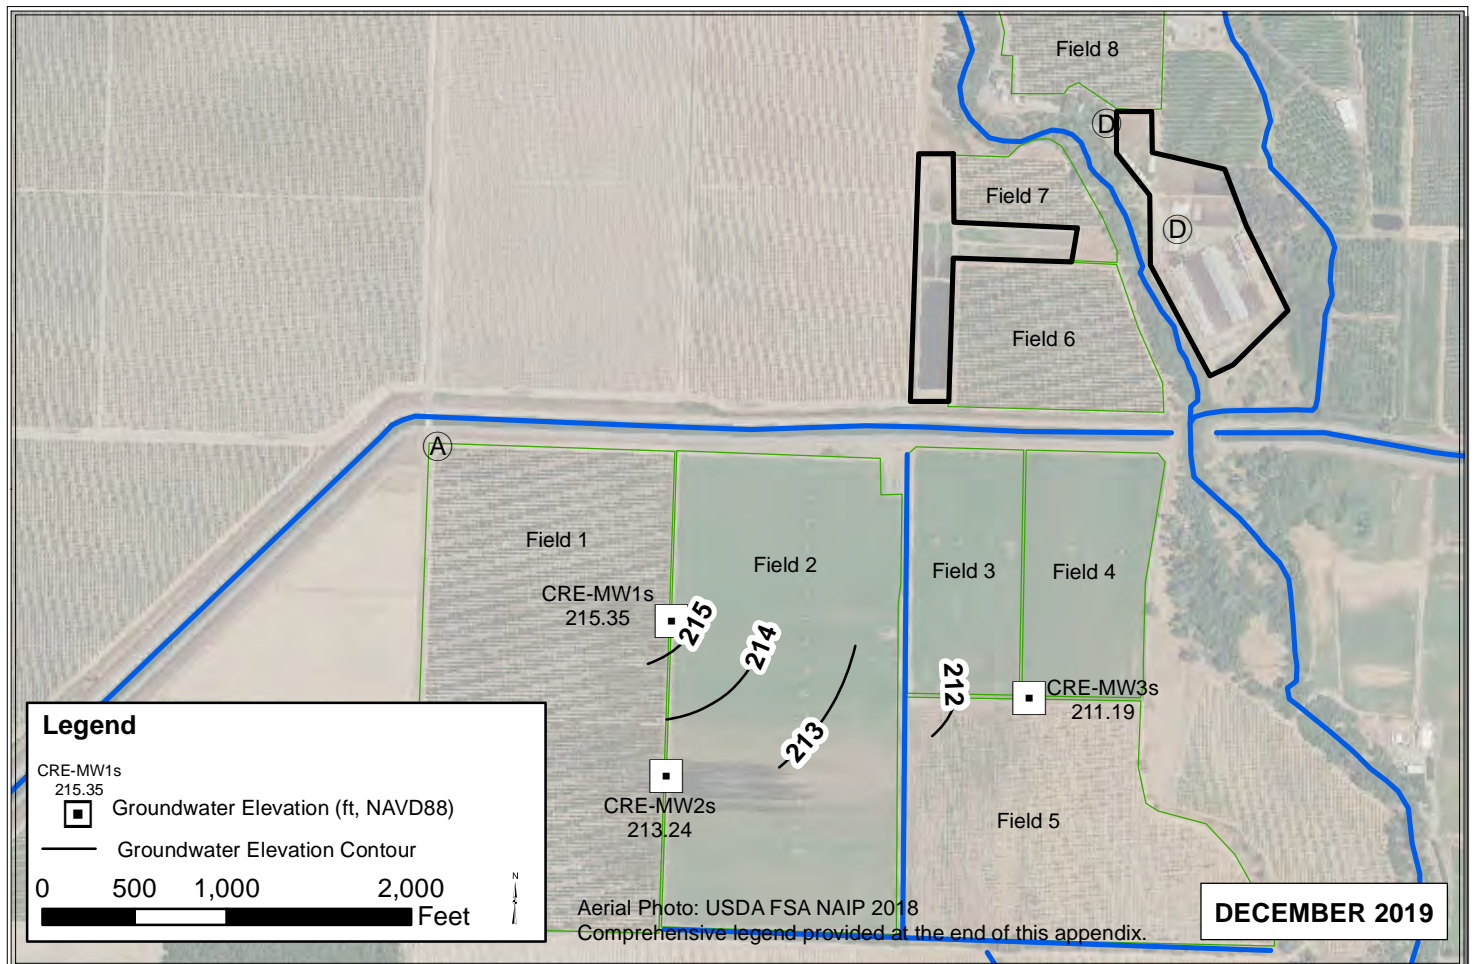 Field 8
D
Field 7
D
Field 6
A
Field 1
Field 2
Field 3
Field 4
CRE-MW1s
215.35
215
214
213
212
CRE-MW3s
211.19
CRE-MW2s
213.24
Field 5
Legend
CRE-MW1s
215.35
Groundwater Elevation (ft, NAVD88)
Groundwater Elevation Contour
0 500 1,000 2,000
Feet
N
Aerial Photo: USDA FSA NAIP 2018
Comprehensive legend provided at the end of this appendix.
DECEMBER 2019